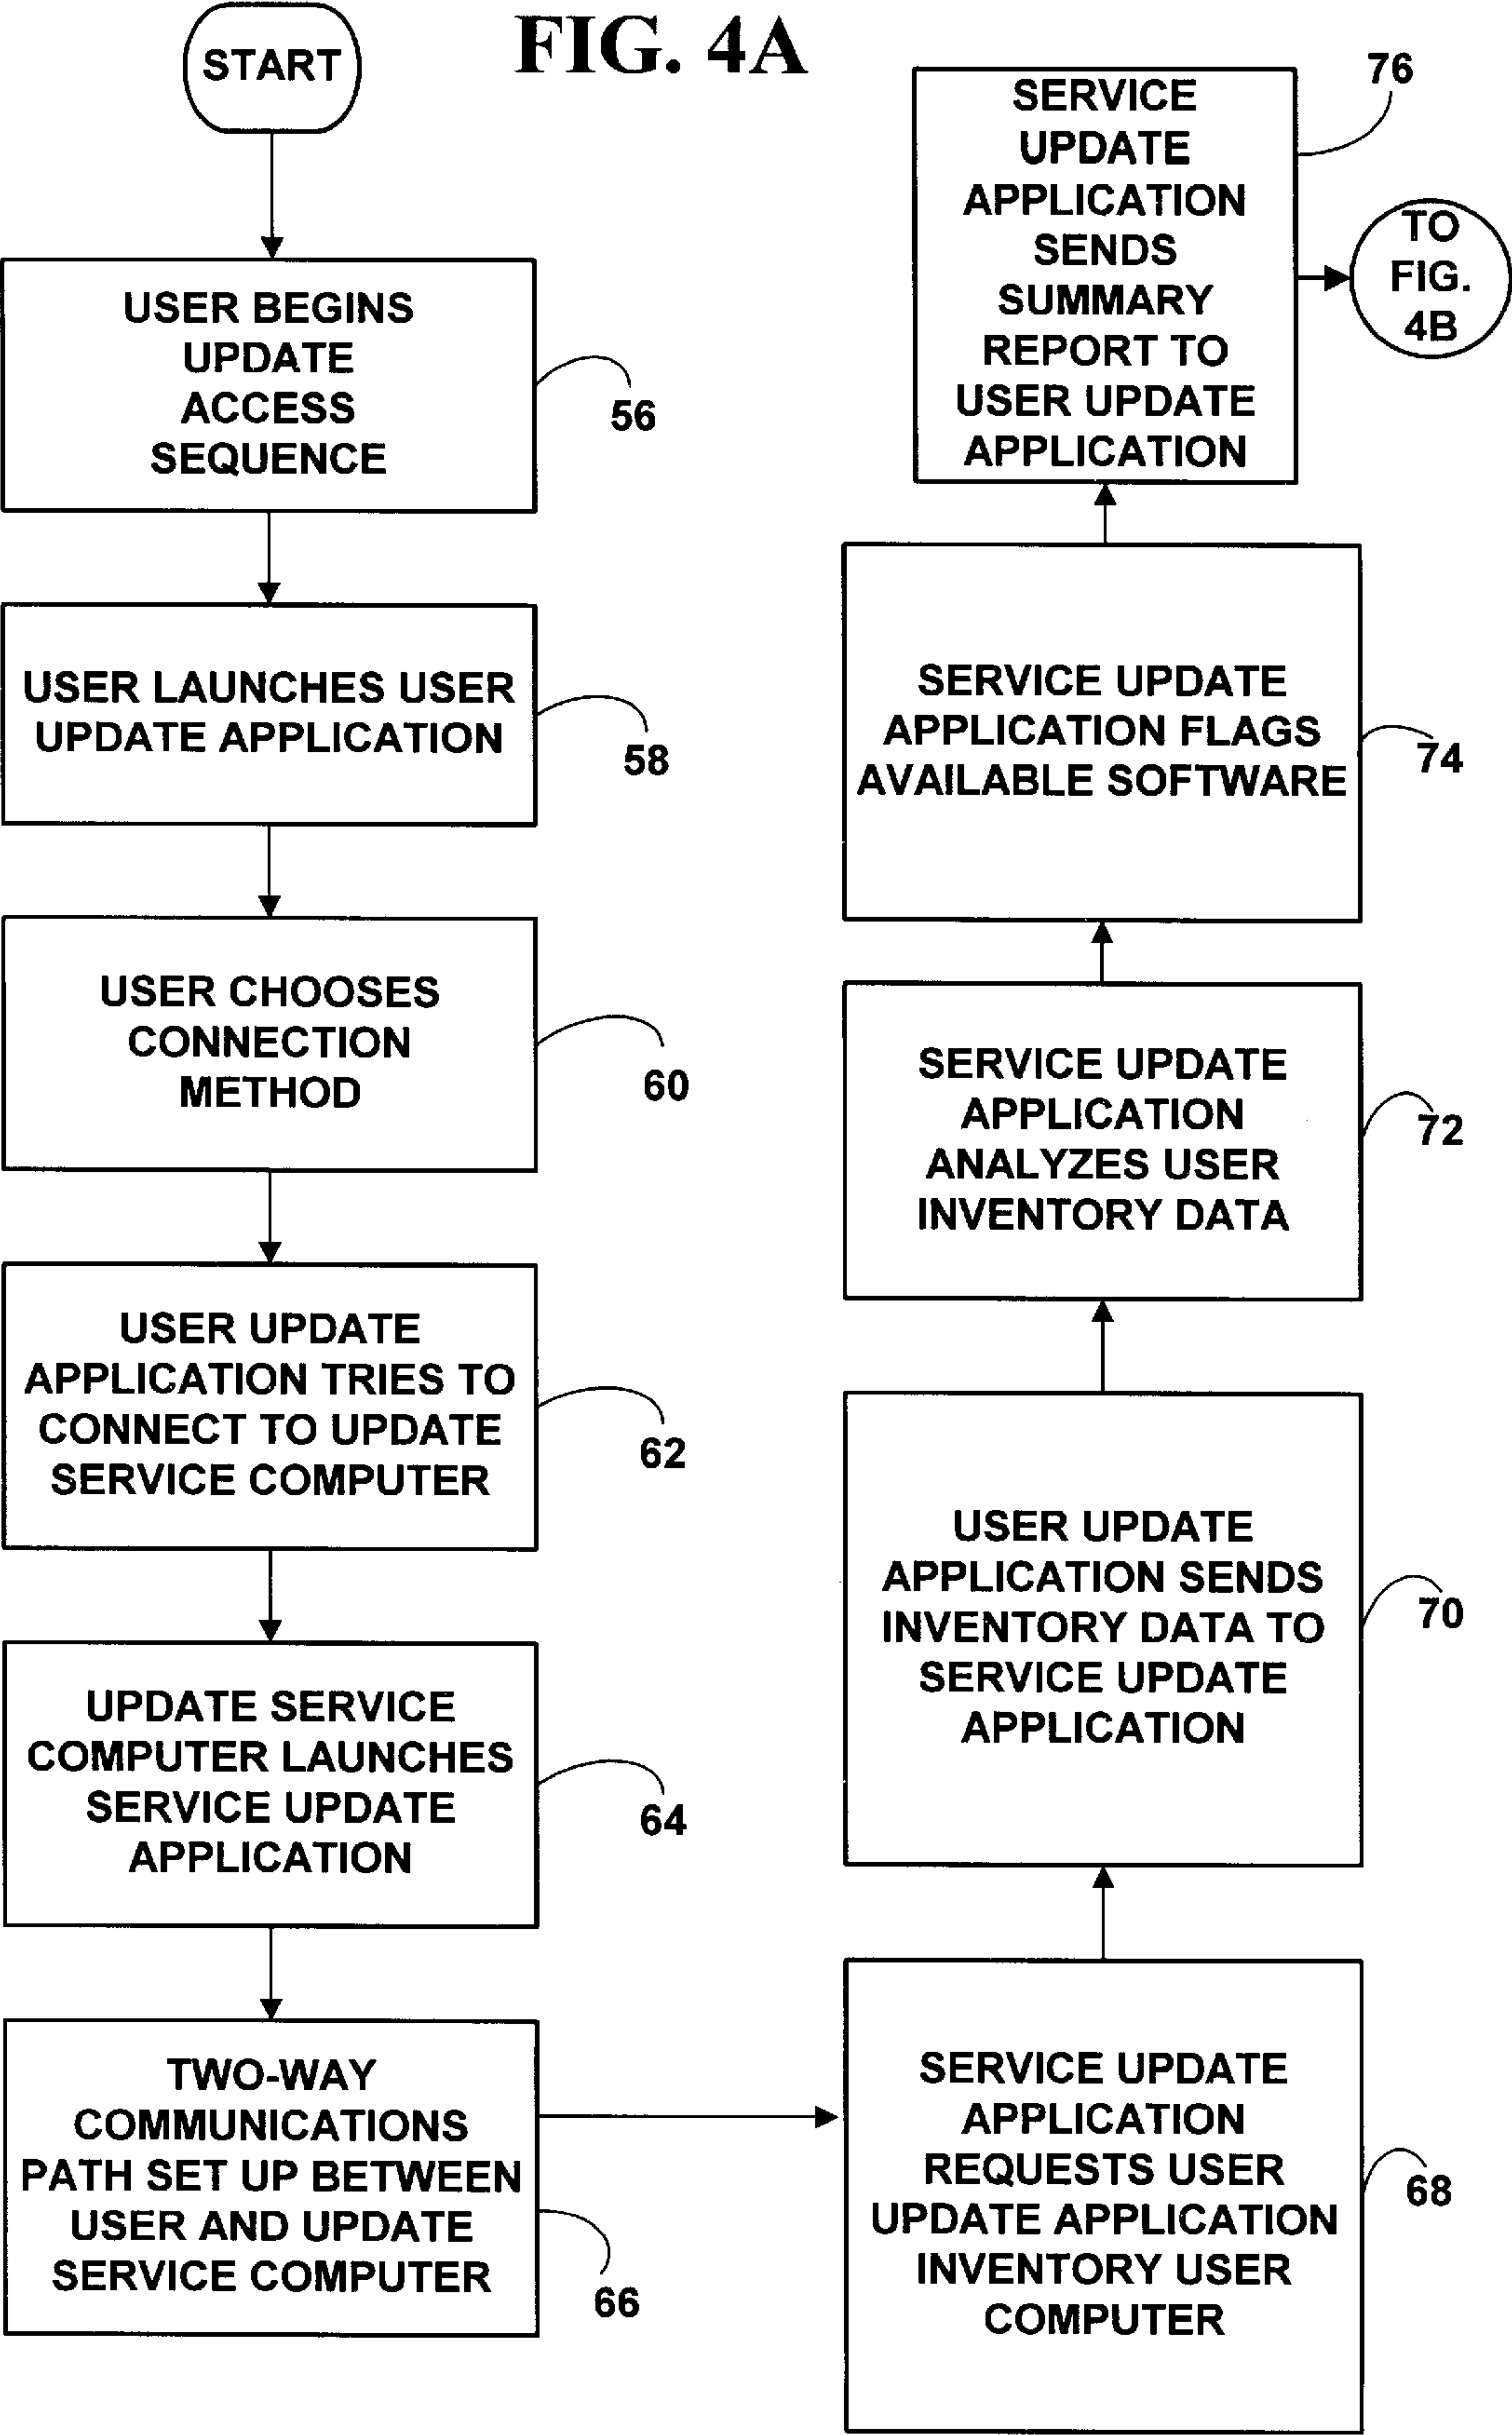 FIG. 4A
START
USER BEGINS
UPDATE
ACCESS
SEQUENCE
56
USER LAUNCHES USER
UPDATE APPLICATION
58
USER CHOOSES
CONNECTION
METHOD
60
USER UPDATE
APPLICATION TRIES TO
CONNECT TO UPDATE
SERVICE COMPUTER
62
UPDATE SERVICE
COMPUTER LAUNCHES
SERVICE UPDATE
APPLICATION
64
TWO-WAY
COMMUNICATIONS
PATH SET UP BETWEEN
USER AND UPDATE
SERVICE COMPUTER
66
SERVICE UPDATE
APPLICATION
REQUESTS USER
UPDATE APPLICATION
INVENTORY USER
COMPUTER
68
USER UPDATE
APPLICATION SENDS
INVENTORY DATA TO
SERVICE UPDATE
APPLICATION
70
SERVICE UPDATE
APPLICATION
ANALYZES USER
INVENTORY DATA
72
SERVICE UPDATE
APPLICATION FLAGS
AVAILABLE SOFTWARE
74
SERVICE
UPDATE
APPLICATION
SENDS
SUMMARY
REPORT TO
USER UPDATE
APPLICATION
76
TO
FIG.
4B